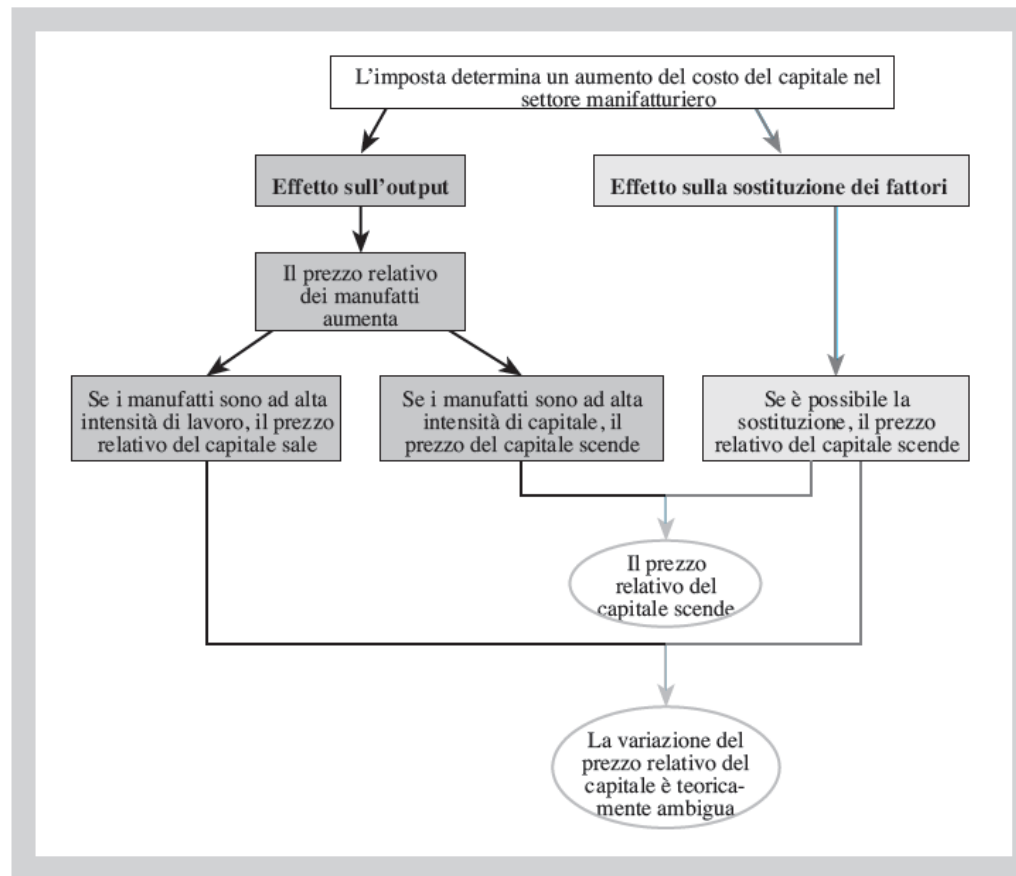 L'imposta determina un aumento del costo del capitale nel
settore manifatturiero
Effetto sull'output
Effetto sulla sostituzione dei fattori
Il prezzo relativo
dei manufatti
aumenta
Se i manufatti sono ad alta
intensità di lavoro, il prezzo
relativo del capitale sale
Se i manufatti sono ad alta
intensità di capitale, il
prezzo del capitale scende
Se è possibile la
sostituzione, il prezzo
relativo del capitale scende
Il prezzo
relativo del
capitale scende
La variazione del
prezzo relativo del
capitale è teorica-
mente ambigua